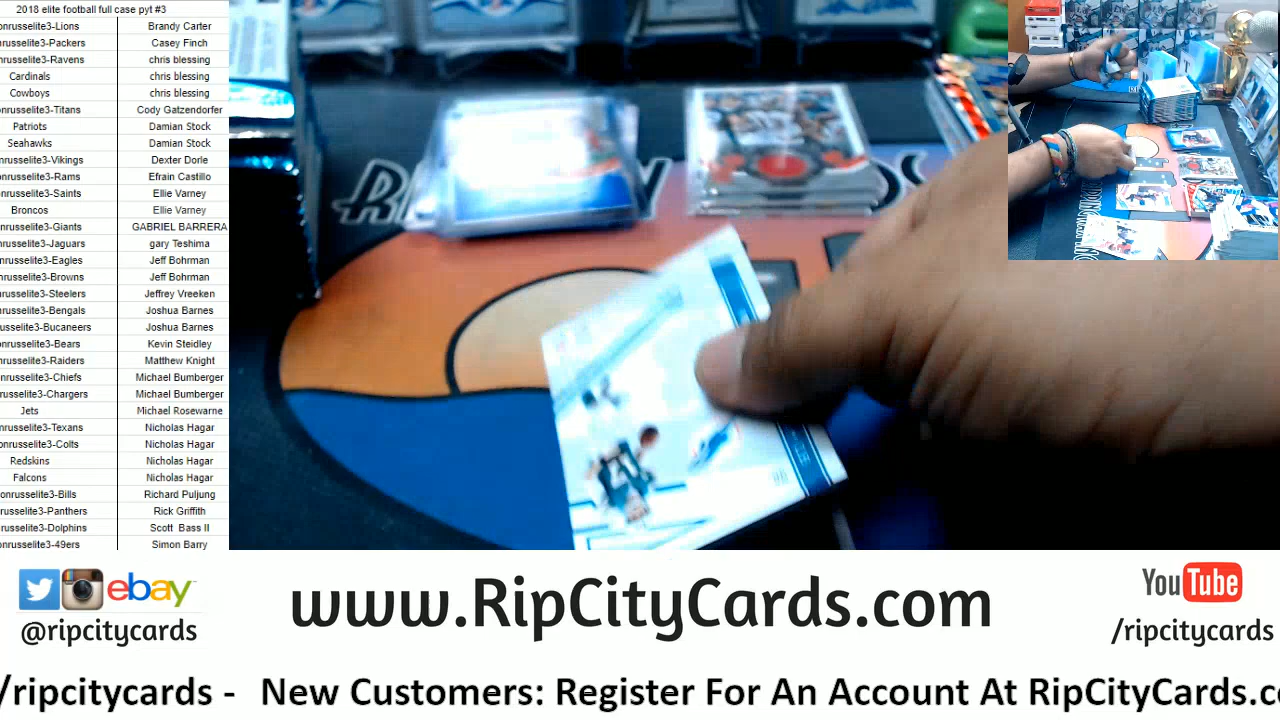 2018 elite football full case pyt #3
onrusselite3-Lions Brandy Carter
nrusselite3-Packers Casey Finch
nrusselite3-Ravens chris blessing
Cardinals chris blessing
Cowboys chris blessing
onrusselite3-Titans Cody Gatzendorfer
Patriots Damian Stock
Seahawks Damian Stock
nrusselite3-Vikings Dexter Dorle
onrusselite3-Rams Efrain Castillo
nrusselite3-Saints Ellie Varney
Broncos Ellie Varney
nrusselite3-Giants GABRIEL BARRERA
nrusselite3-Jaguars gary Teshima
nrusselite3-Eagles Jeff Bohrman
nrusselite3-Browns Jeff Bohrman
nrusselite3-Steelers Jeffrey Vreeken
nrusselite3-Bengals Joshua Barnes
russelite3-Bucaneers Joshua Barnes
nrusselite3-Bears Kevin Steidley
nrusselite3-Raiders Matthew Knight
nrusselite3-Chiefs Michael Bumberger
russelite3-Chargers Michael Bumberger
Jets Michael Rosewarne
nrusselite3-Texans Nicholas Hagar
onrusselite3-Colts Nicholas Hagar
Redskins Nicholas Hagar
Falcons Nicholas Hagar
onrusselite3-Bills Richard Puljung
russelite3-Panthers Rick Griffith
russelite3-Dolphins Scott Bass II
onrusselite3-49ers Simon Barry
ebay
@ripcitycards
www.RipCityCards.com
YouTube
/ripcitycards
/ripcitycards - New Customers: Register For An Account At RipCityCards.co